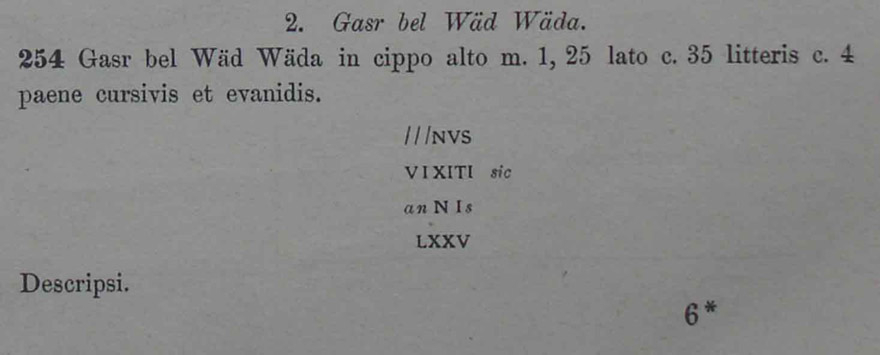 2. Gasr bel Wäd Wäda.
254 Gasr bel Wäd Wäda in cippo alto m. 1, 25 lato c. 35 litteris c. 4
paene cursivis et evanidis.
///NVS
VIXITI sic
anNIs
LXXV
Descripsi.
6*